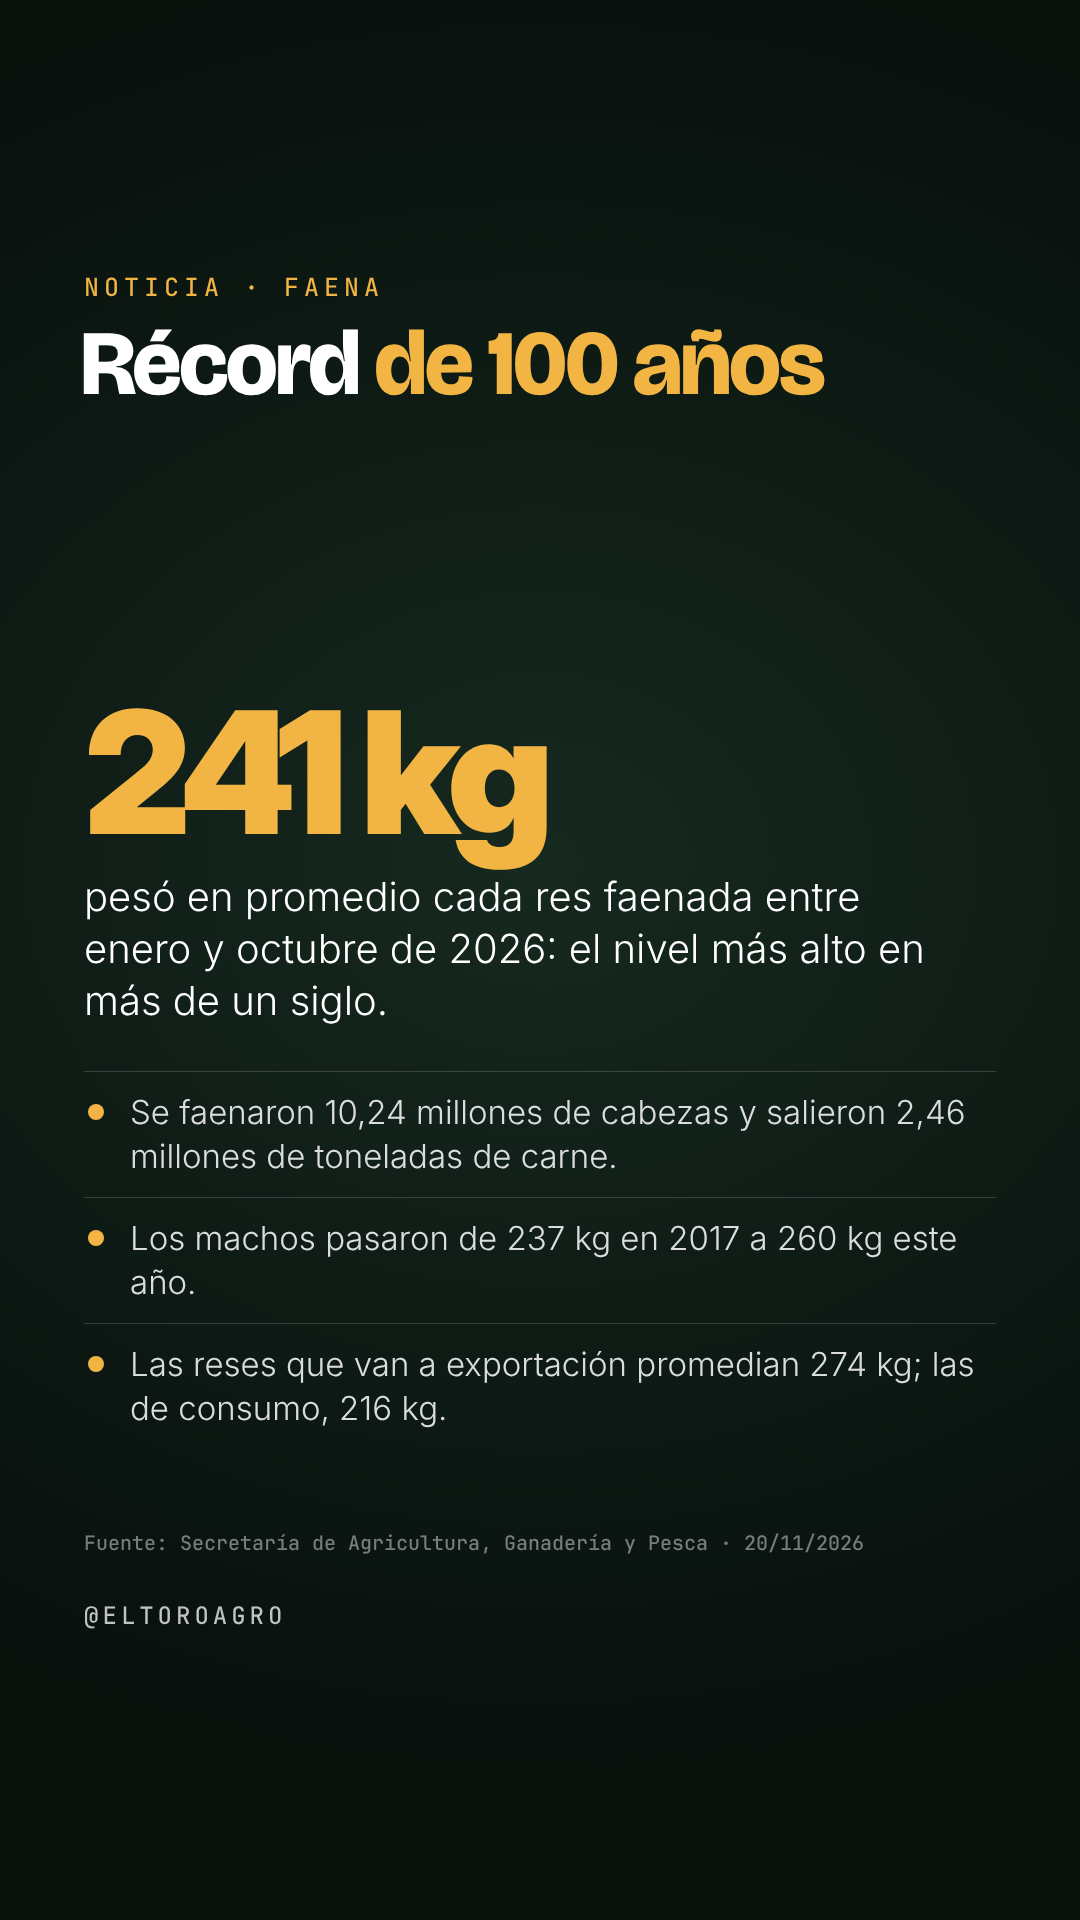 NOTICIA · FAENA
Récord de 100 años
241 kg
pesó en promedio cada res faenada entre
enero y octubre de 2026: el nivel más alto en
más de un siglo.
Se faenaron 10,24 millones de cabezas y salieron 2,46
millones de toneladas de carne.
Los machos pasaron de 237 kg en 2017 a 260 kg este
año.
Las reses que van a exportación promedian 274 kg; las
de consumo, 216 kg.
Fuente: Secretaría de Agricultura, Ganadería y Pesca · 20/11/2026
@ELTOROAGRO